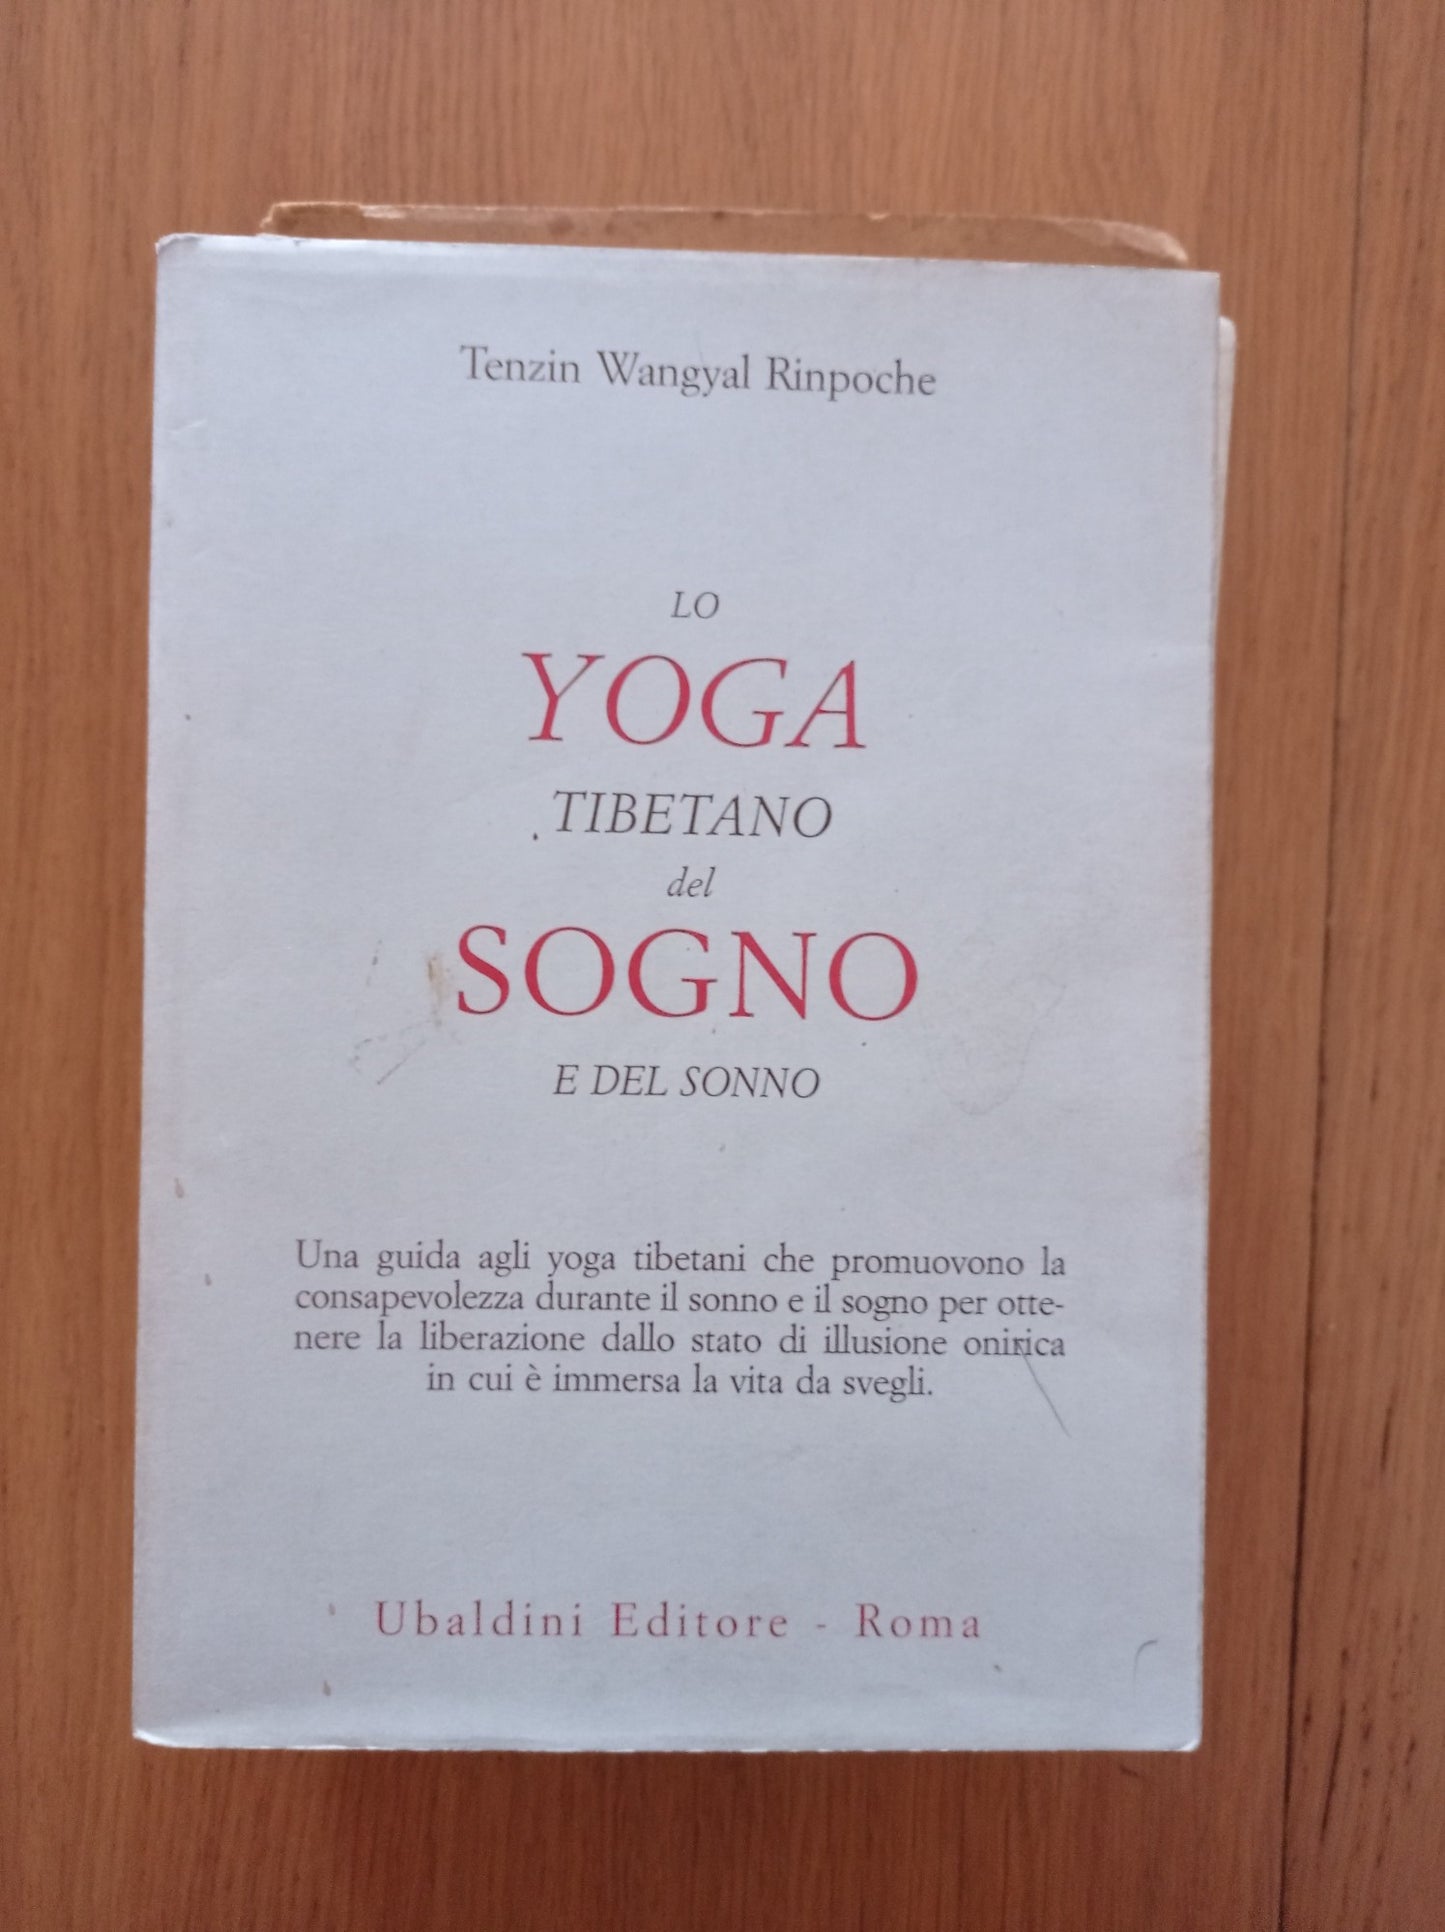 Tenzin Wangyal Rinpoche
LO
YOGA
TIBETANO
del
SOGNO
E DEL SONNO
Una guida agli yoga tibetani che promuovono la
consapevolezza durante il sonno e il sogno per otte-
nere la liberazione dallo stato di illusione onirica
in cui è immersa la vita da svegli.
Ubaldini Editore - Roma